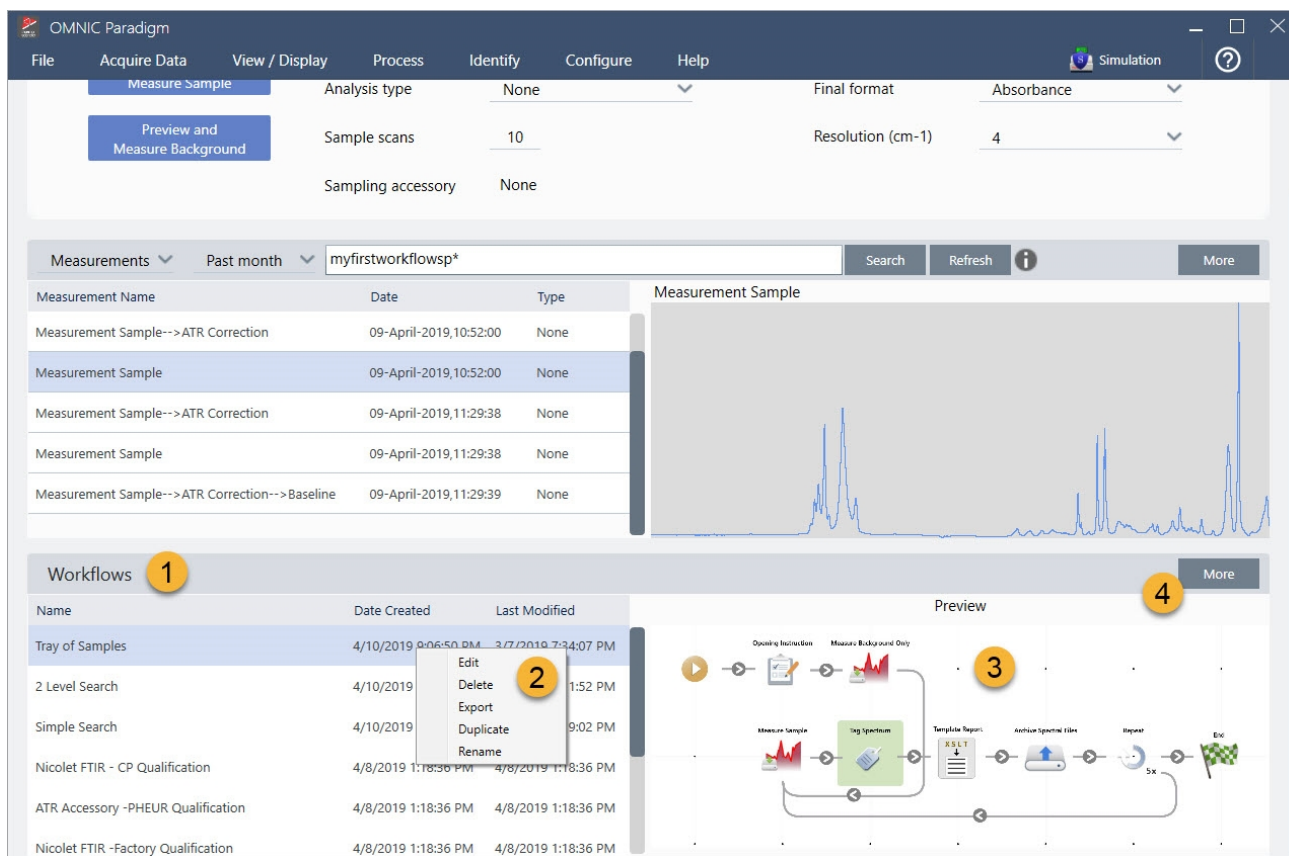 OMNIC Paradigm
File Acquire Data View / Display Process Identify Configure Help Simulation ?
Measure Sample Analysis type None Final format Absorbance
Preview and
Measure Background
Sample scans 10 Resolution (cm-1) 4
Sampling accessory None
Measurements Past month myfirstworkflowsp* Search Refresh i More
Measurement Name Date Type Measurement Sample
Measurement Sample-->ATR Correction 09-April-2019,10:52:00 None
Measurement Sample 09-April-2019,10:52:00 None
Measurement Sample-->ATR Correction 09-April-2019,11:29:38 None
Measurement Sample 09-April-2019,11:29:38 None
Measurement Sample-->ATR Correction-->Baseline 09-April-2019,11:29:39 None
Workflows 1 4 More
Name Date Created Last Modified Preview
Tray of Samples 4/10/2019 9:06:50 PM 3/7/2019 7:34:07 PM
2 Level Search 4/10/2019 1:52 PM
Simple Search 4/10/2019 9:02 PM
Nicolet FTIR - CP Qualification 4/8/2019 1:18:36 PM 4/8/2019 1:18:36 PM
ATR Accessory -PHEUR Qualification 4/8/2019 1:18:36 PM 4/8/2019 1:18:36 PM
Nicolet FTIR -Factory Qualification 4/8/2019 1:18:36 PM 4/8/2019 1:18:36 PM
Edit
Delete 2
Export
Duplicate
Rename
Opening Instruction Measure Background Only
3
Measure Sample Tag Spectrum Template Report Archive Spectral Files Repeat End
XSLT
5x